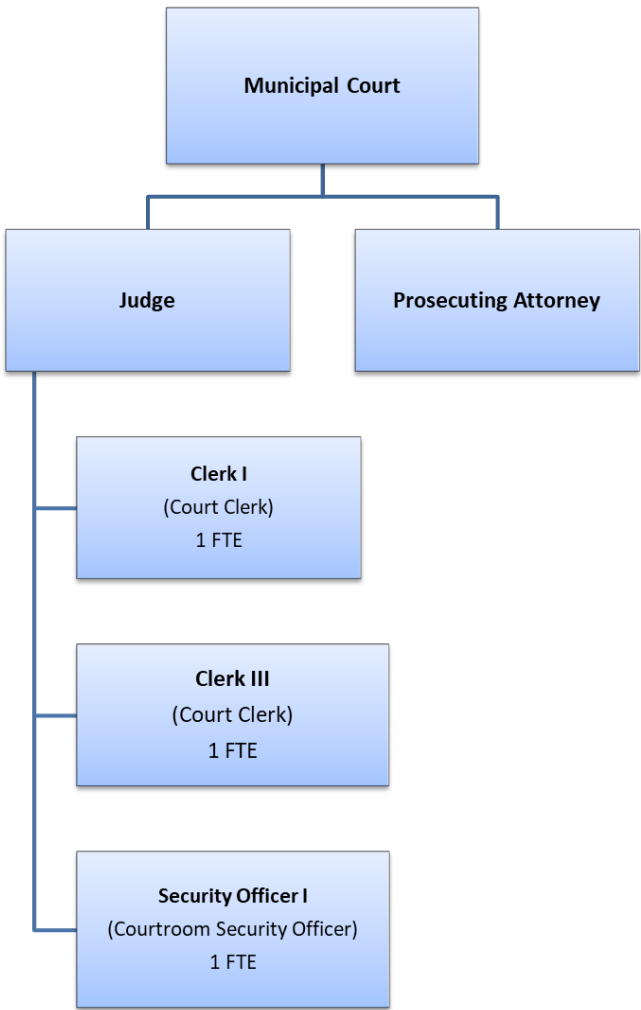 Municipal Court
Judge
Prosecuting Attorney
Clerk I
(Court Clerk)
1 FTE
Clerk III
(Court Clerk)
1 FTE
Security Officer I
(Courtroom Security Officer)
1 FTE